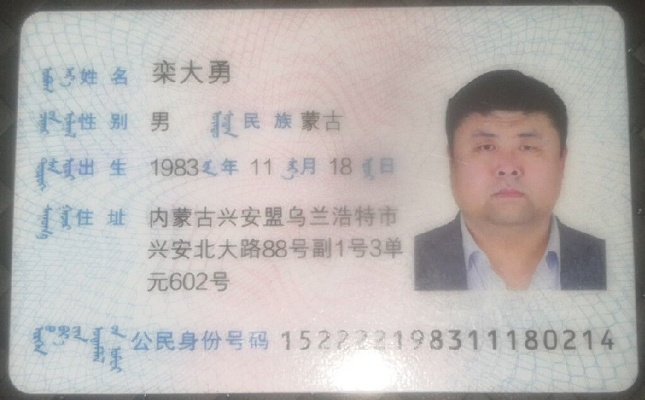 姓名 栾大勇
性别 男 民族 蒙古
出生 1983 年 11 月 18 日
住址 内蒙古兴安盟乌兰浩特市
兴安北大路88号副1号3单
元602号
公民身份号码 152222198311180214